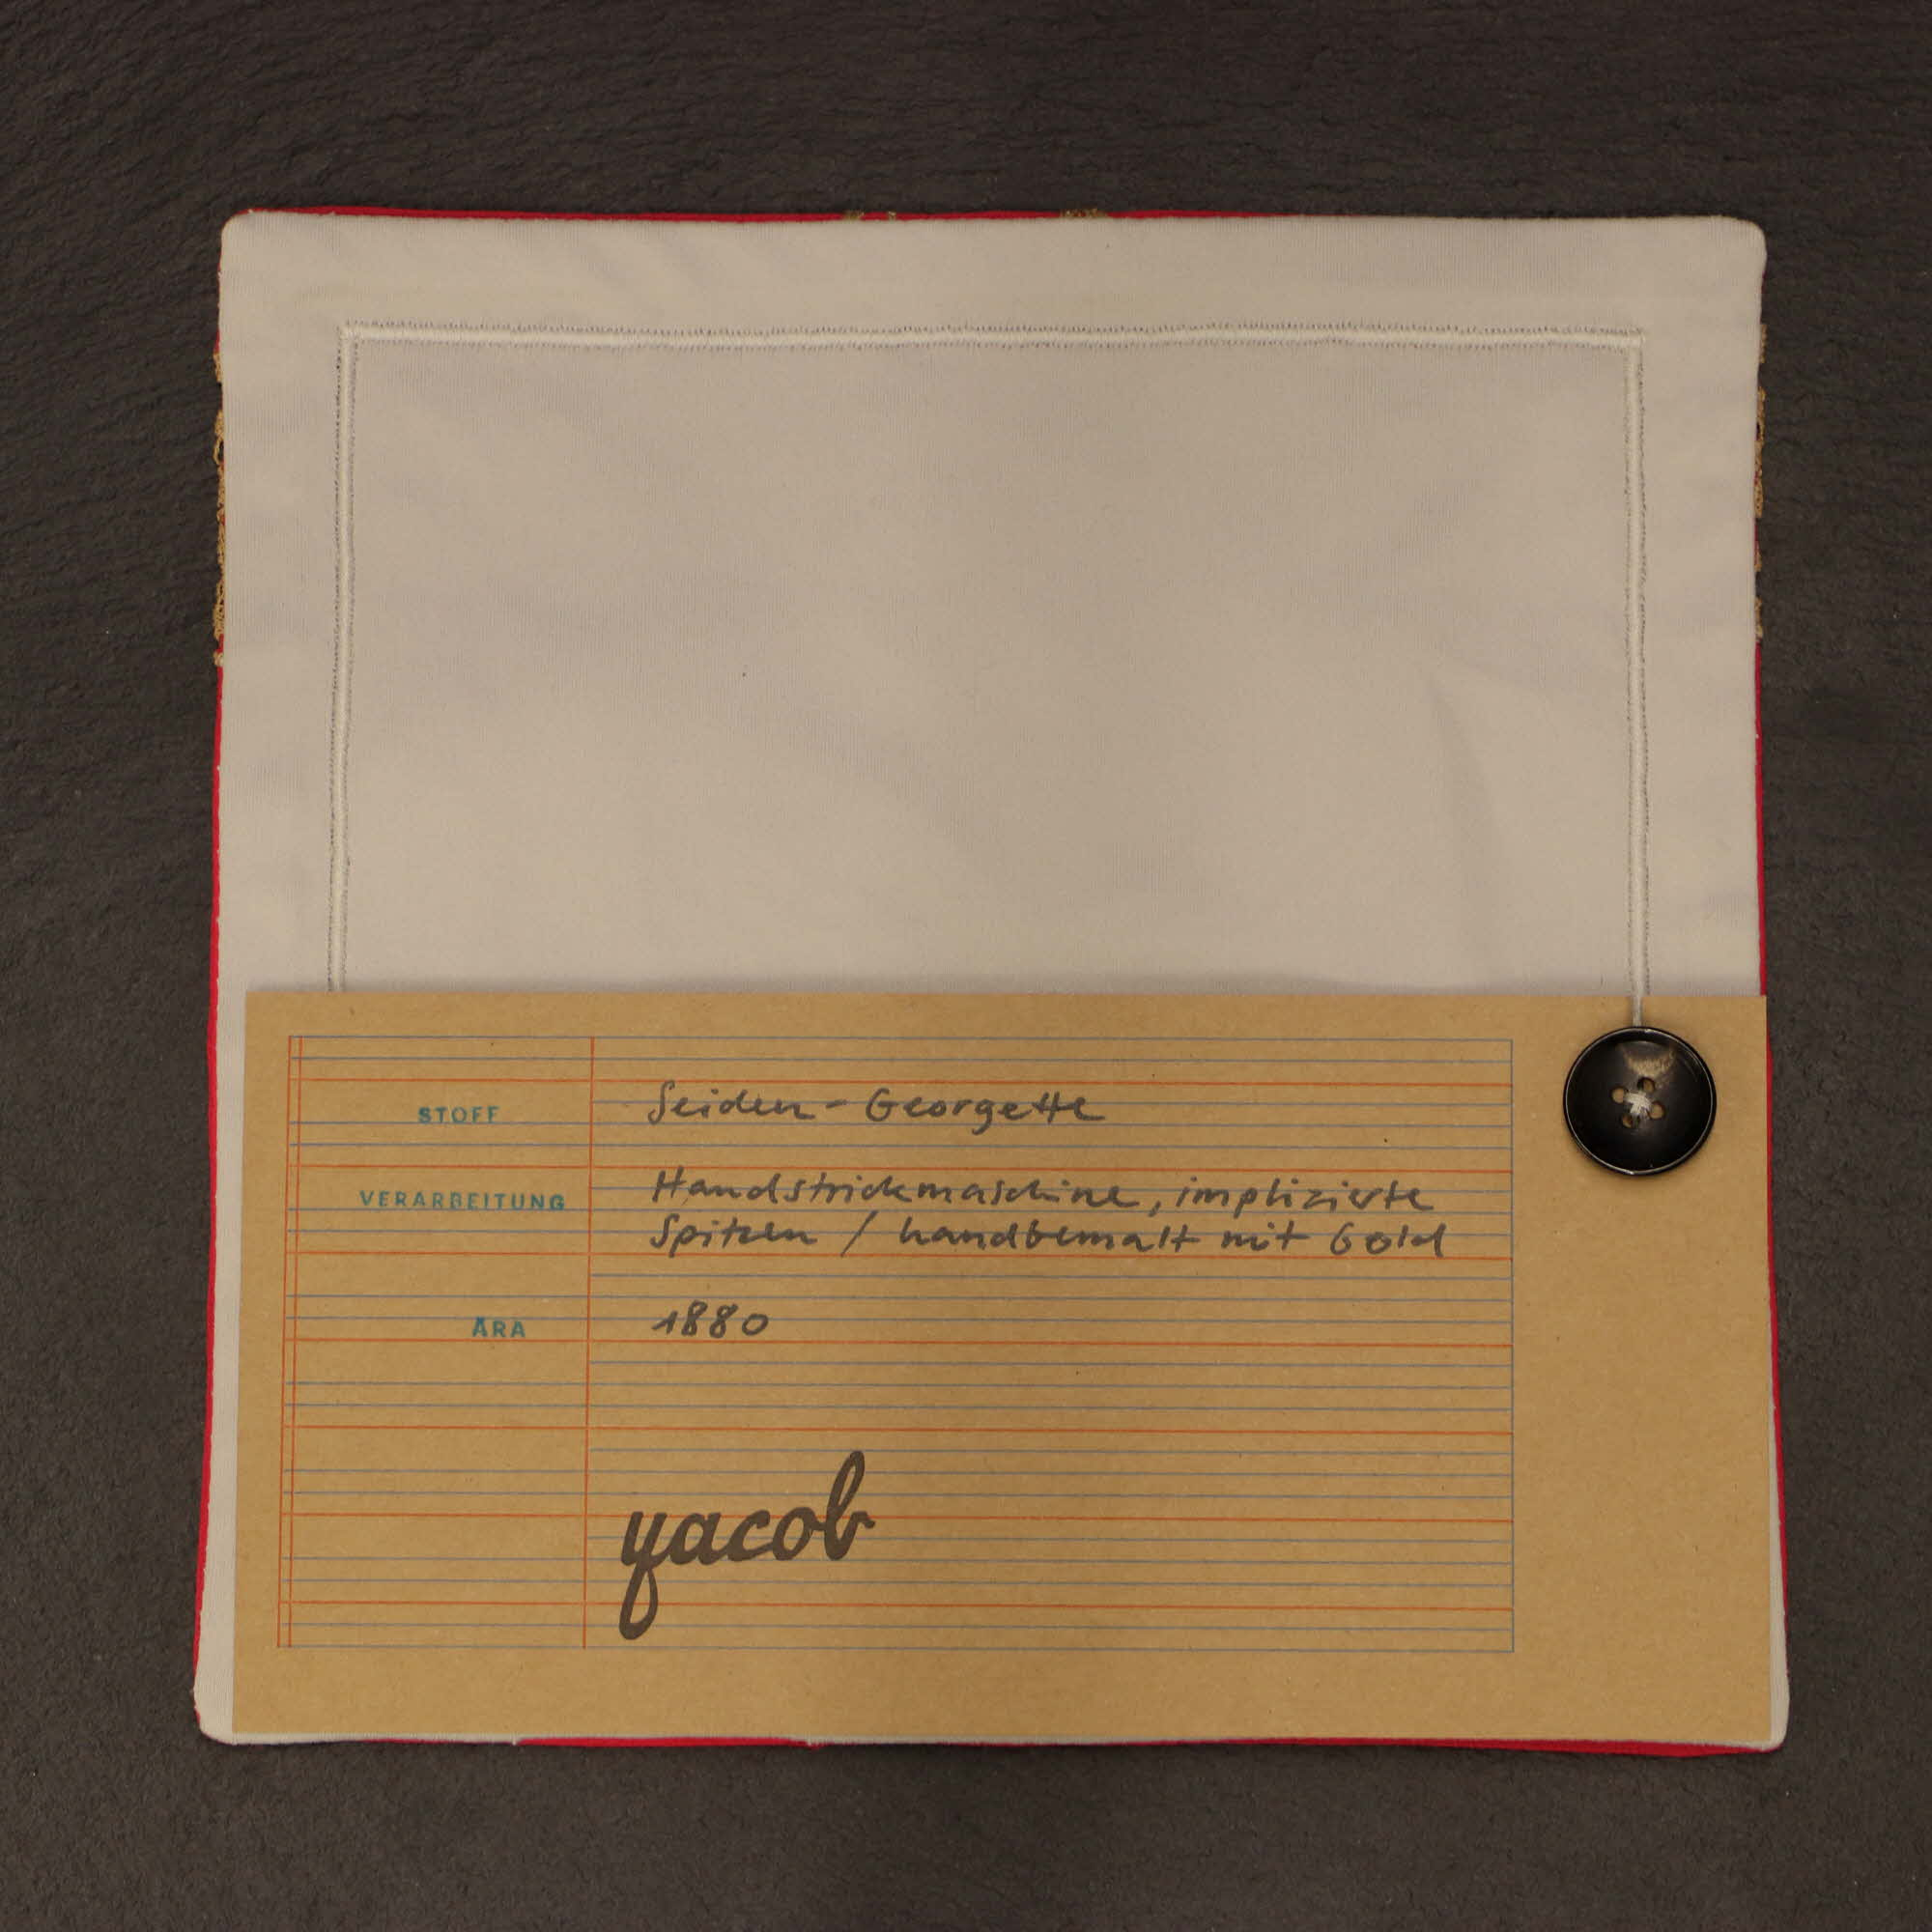 STOFF Seiden-Georgette
VERARBEITUNG Handstrickmaschine, implizierte
Spitzen / handbemalt mit Gold
ÄRA 1880
yacob